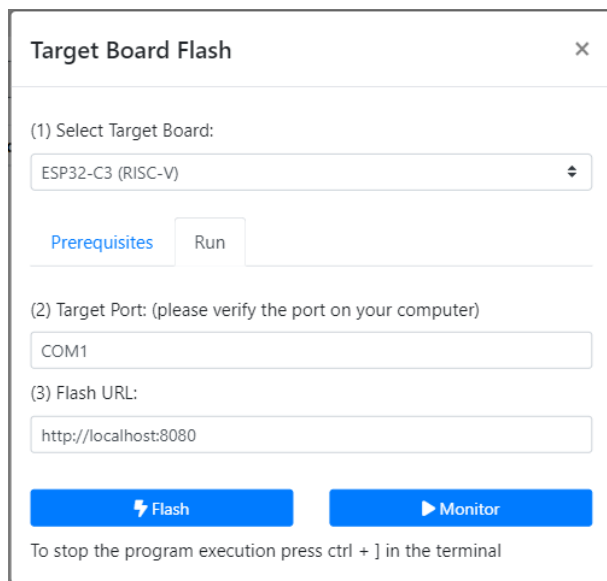 Target Board Flash
(1) Select Target Board:
ESP32-C3 (RISC-V)
Prerequisites Run
(2) Target Port: (please verify the port on your computer)
COM1
(3) Flash URL:
http://localhost:8080
Flash Monitor
To stop the program execution press ctrl + ] in the terminal